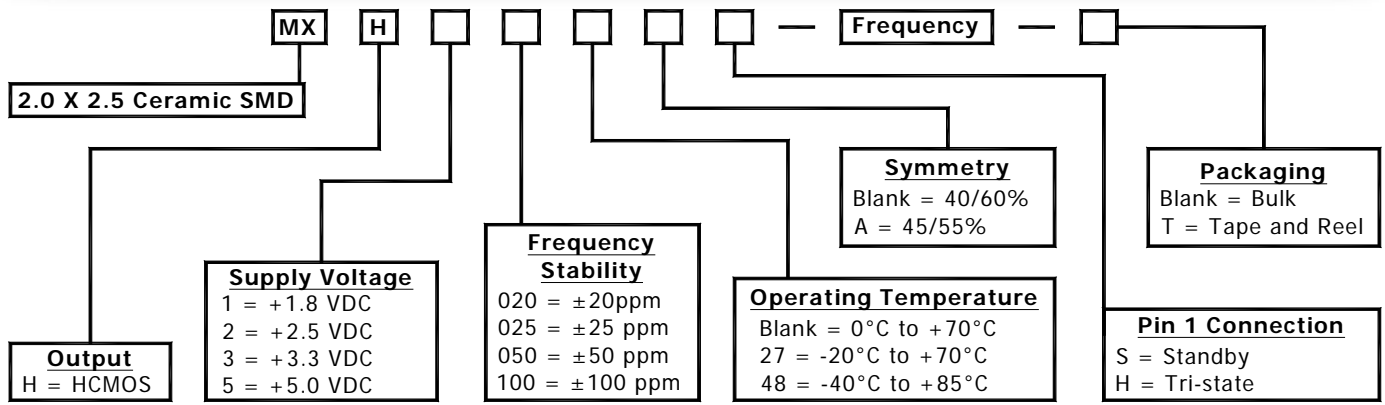 MX H — Frequency —
2.0 X 2.5 Ceramic SMD
Output
H = HCMOS
Supply Voltage
1 = +1.8 VDC
2 = +2.5 VDC
3 = +3.3 VDC
5 = +5.0 VDC
Frequency
Stability
020 = ±20ppm
025 = ±25 ppm
050 = ±50 ppm
100 = ±100 ppm
Operating Temperature
Blank = 0°C to +70°C
27 = -20°C to +70°C
48 = -40°C to +85°C
Symmetry
Blank = 40/60%
A = 45/55%
Pin 1 Connection
S = Standby
H = Tri-state
Packaging
Blank = Bulk
T = Tape and Reel